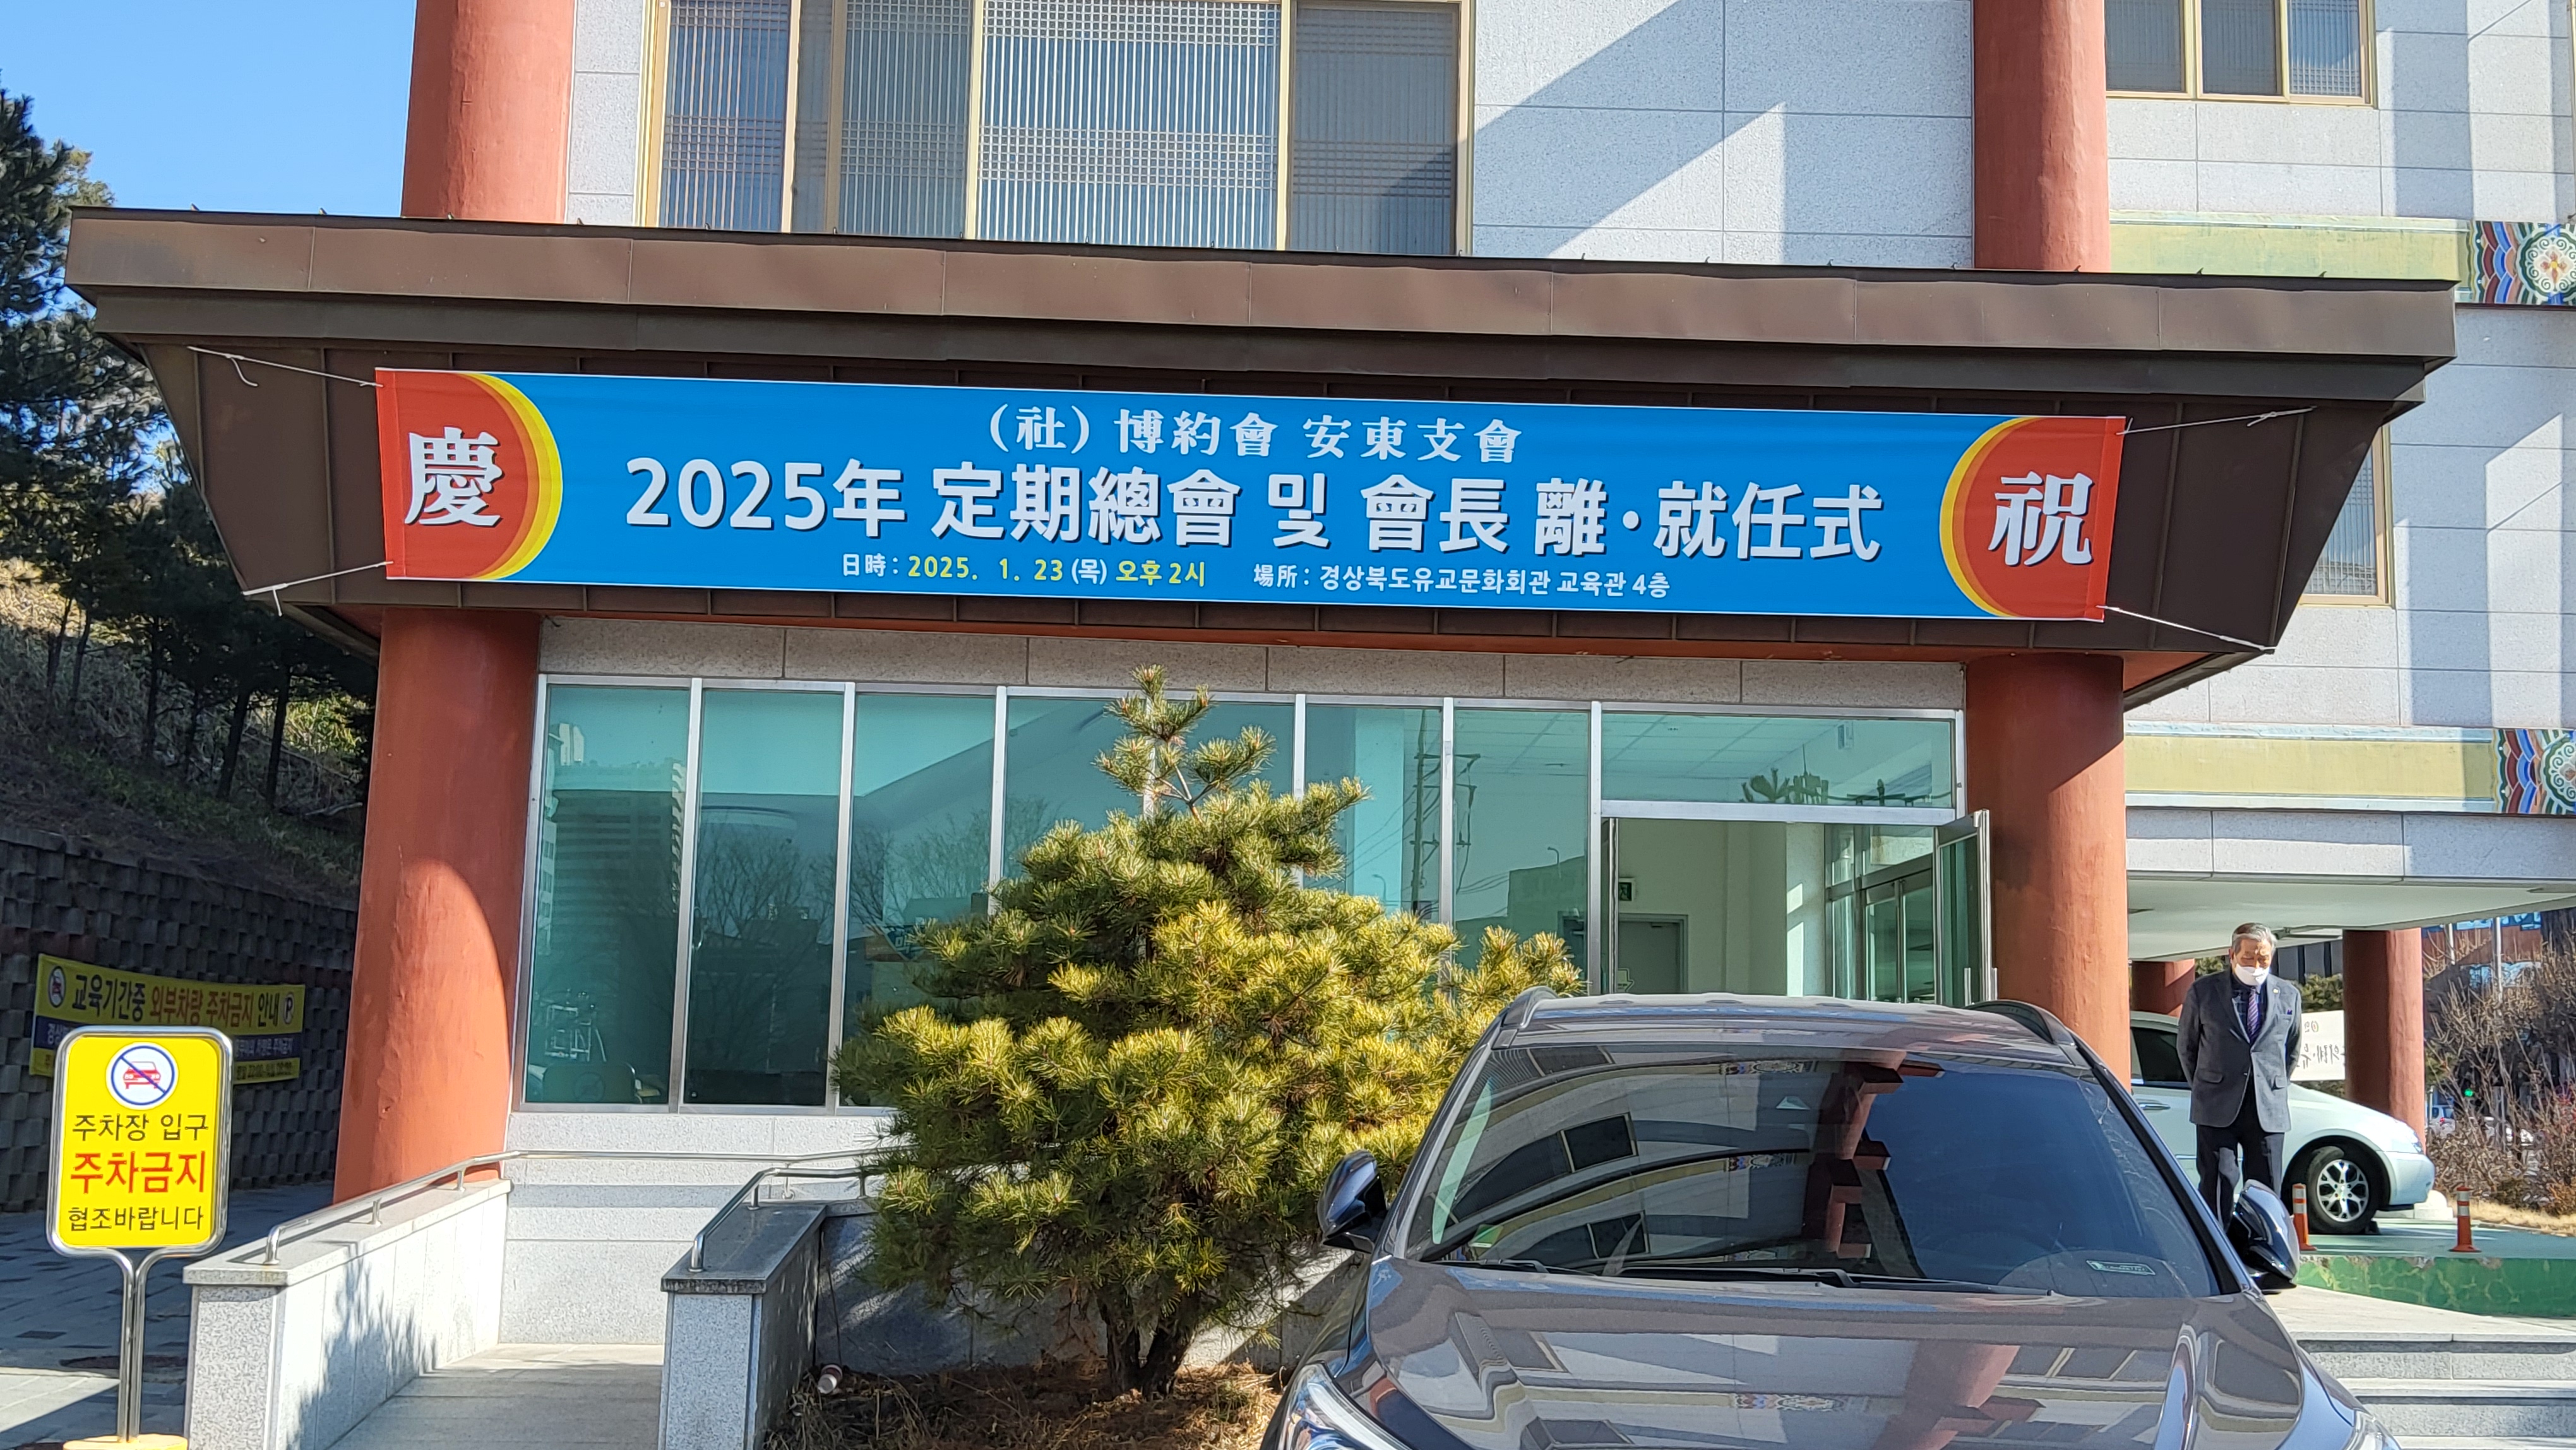 慶
(社) 博約會 安東支會
2025年 定期總會 및 會長 離·就任式
日時 : 2025. 1. 23 (목) 오후 2시 場所 : 경상북도유교문화회관 교육관 4층
祝
교육기간중 외부차량 주차금지 안내
주차장 입구
주차금지
협조바랍니다